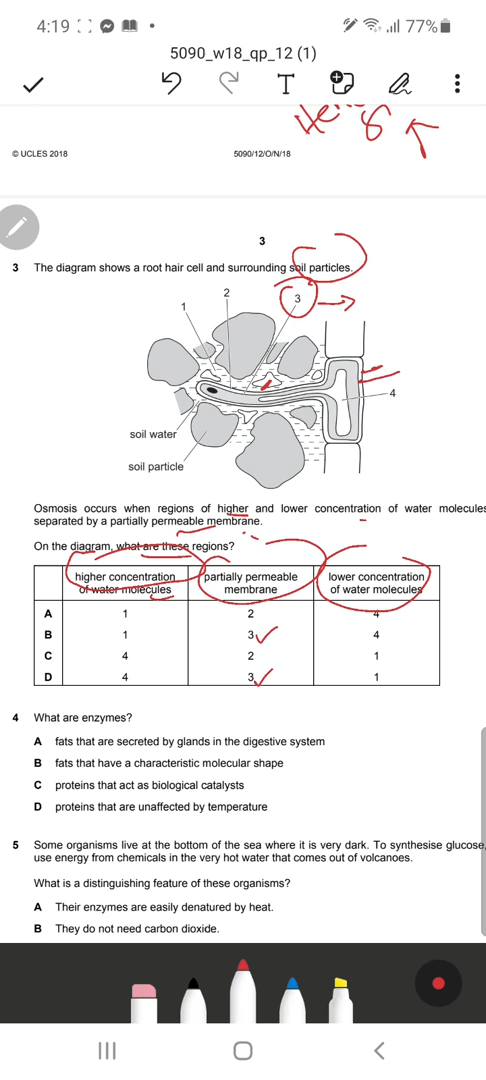 4:19
77%
5090_w18_qp_12 (1)
T
© UCLES 2018
5090/12/O/N/18
8
3
3 The diagram shows a root hair cell and surrounding soil particles.
1
2
3
4
soil water
soil particle
Osmosis occurs when regions of higher and lower concentration of water molecules
separated by a partially permeable membrane.
On the diagram, what are these regions?
higher concentration of water molecules
partially permeable membrane
lower concentration of water molecules
A 1 2 4
B 1 3 4
C 4 2 1
D 4 3 1
4 What are enzymes?
A fats that are secreted by glands in the digestive system
B fats that have a characteristic molecular shape
C proteins that act as biological catalysts
D proteins that are unaffected by temperature
5 Some organisms live at the bottom of the sea where it is very dark. To synthesise glucose,
use energy from chemicals in the very hot water that comes out of volcanoes.
What is a distinguishing feature of these organisms?
A Their enzymes are easily denatured by heat.
B They do not need carbon dioxide.